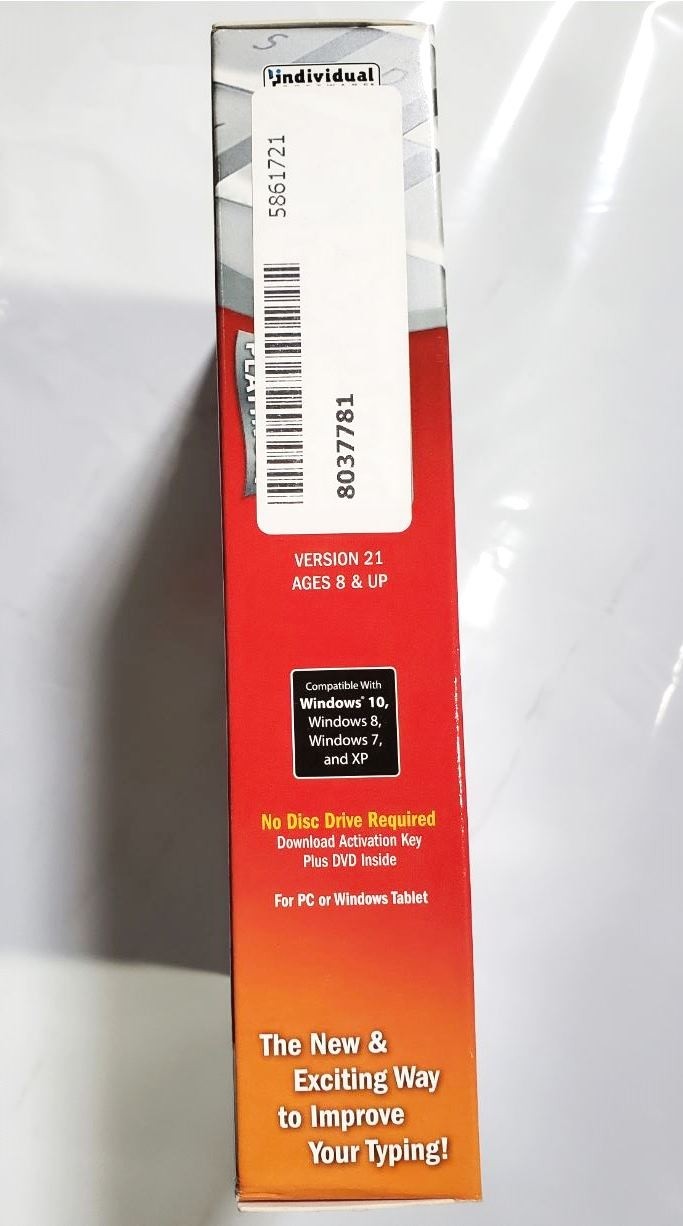 S
individual
5861721
8037781
VERSION 21
AGES 8 & UP
Compatible With
Windows® 10,
Windows 8,
Windows 7,
and XP
No Disc Drive Required
Download Activation Key
Plus DVD Inside
For PC or Windows Tablet
The New &
Exciting Way
to Improve
Your Typing!